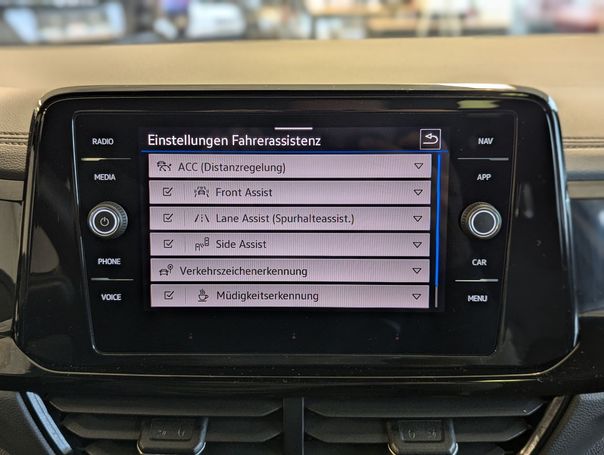 Einstellungen Fahrerassistenz
RADIO
MEDIA
PHONE
VOICE
ACC (Distanzregelung)
Front Assist
Lane Assist (Spurhalteassist.)
Side Assist
Verkehrszeichenerkennung
Müdigkeitserkennung
NAV
APP
CAR
MENU